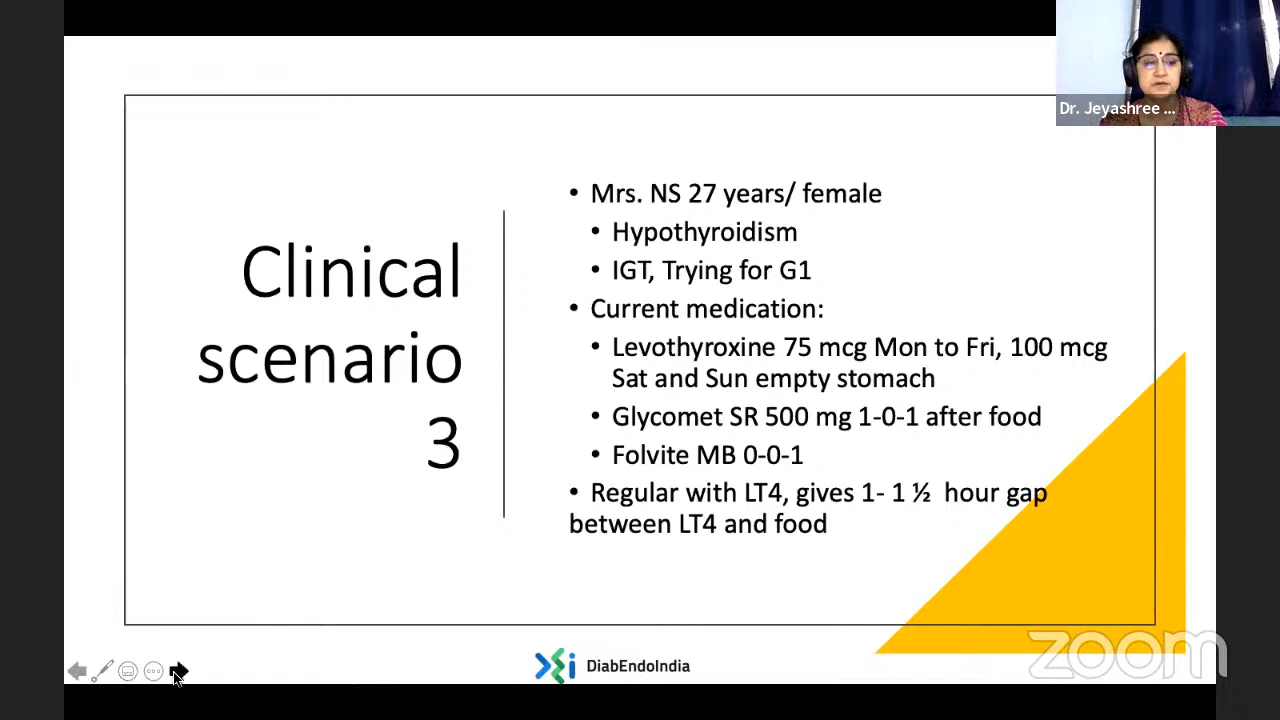 Dr. Jeyashree ...
Clinical
scenario
3
• Mrs. NS 27 years/ female
• Hypothyroidism
• IGT, Trying for G1
• Current medication:
• Levothyroxine 75 mcg Mon to Fri, 100 mcg
Sat and Sun empty stomach
• Glycomet SR 500 mg 1-0-1 after food
• Folvite MB 0-0-1
• Regular with LT4, gives 1- 1 ½ hour gap
between LT4 and food
DiabEndoIndia
zoom